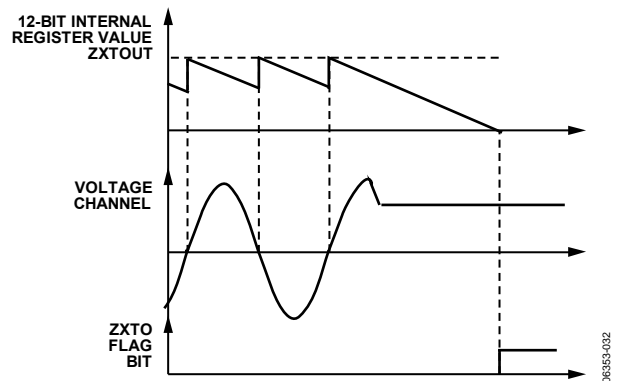 12-BIT INTERNAL
REGISTER VALUE
ZXTOUT
VOLTAGE
CHANNEL
ZXTO
FLAG
BIT
06353-032